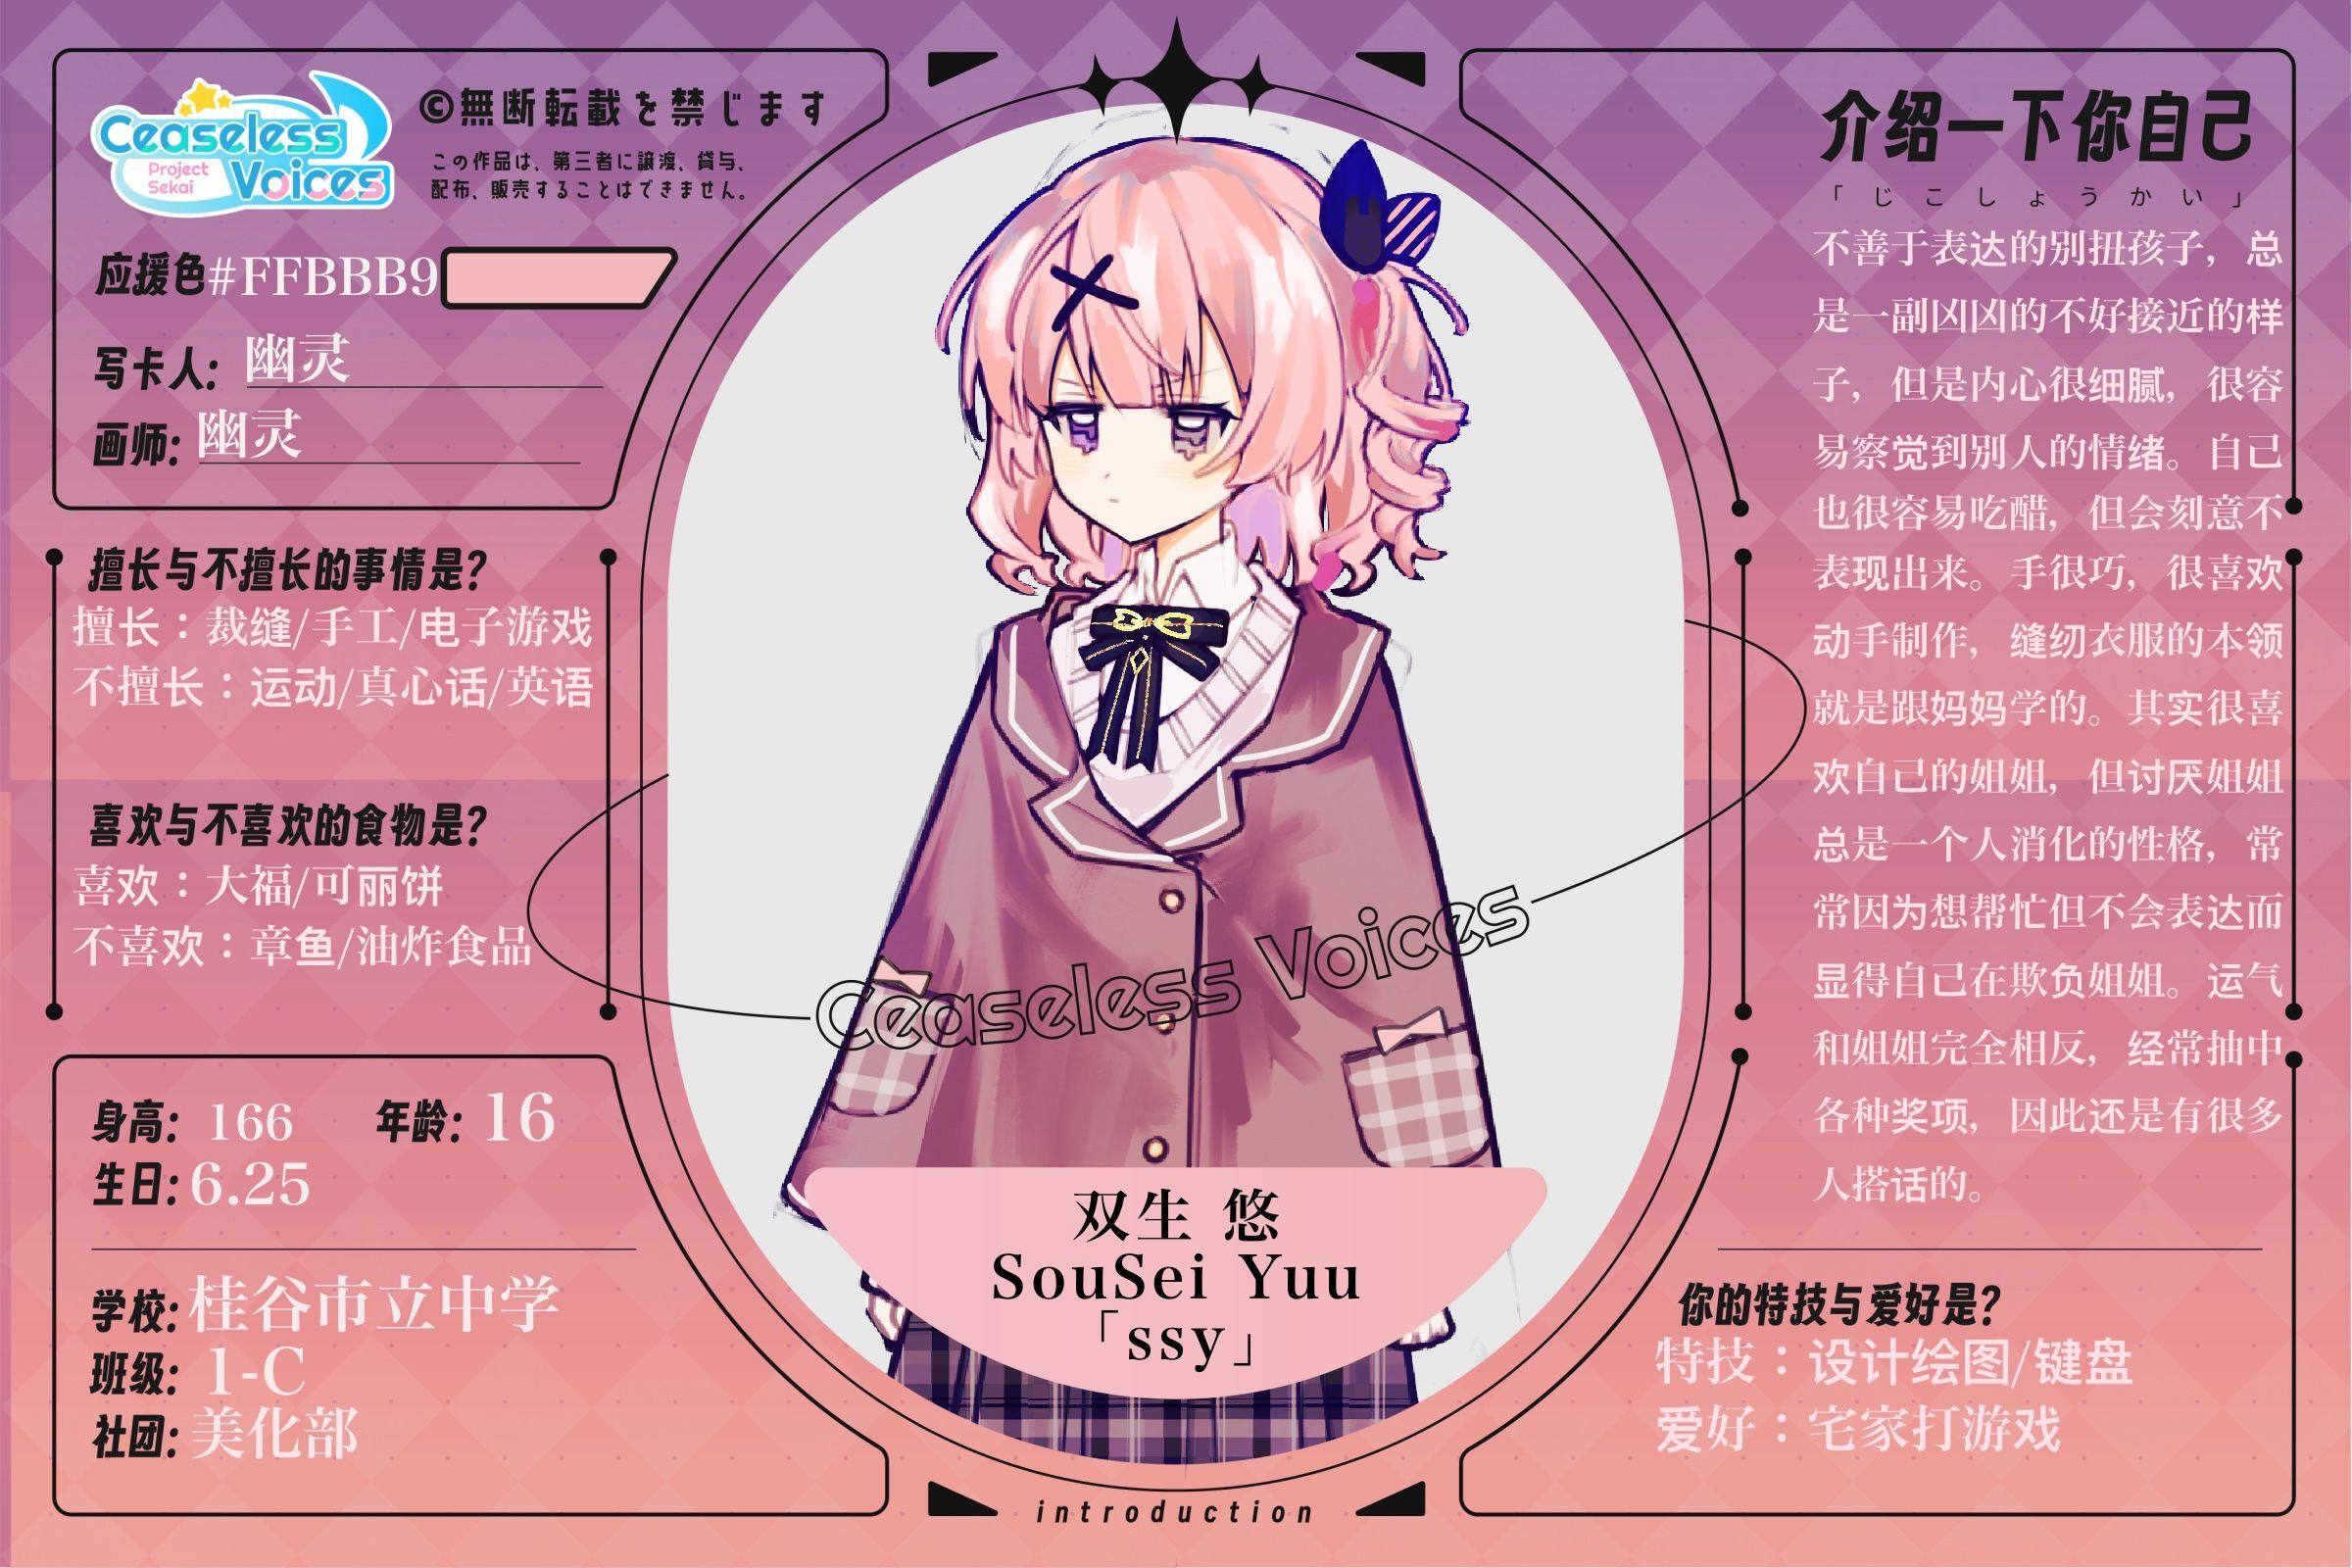 Ceaseless
Project
Sekai
Voices
©無断転載を禁じます
この作品は、第三者に譲渡、貸与、
配布、販売することはできません。
应援色#FFBBB9
写卡人: 幽灵
画师: 幽灵
擅长与不擅长的事情是?
擅长：裁缝/手工/电子游戏
不擅长：运动/真心话/英语
喜欢与不喜欢的食物是?
喜欢：大福/可丽饼
不喜欢：章鱼/油炸食品
身高: 166 年龄: 16
生日: 6.25
学校: 桂谷市立中学
班级: 1-C
社团: 美化部
Ceaseless Voices
双生 悠
SouSei Yuu
「ssy」
introduction
介绍一下你自己
「じこしょうかい」
不善于表达的别扭孩子，总
是一副凶凶的不好接近的样
子，但是内心很细腻，很容
易察觉到别人的情绪。自己
也很容易吃醋，但会刻意不
表现出来。手很巧，很喜欢
动手制作，缝纫衣服的本领
就是跟妈妈学的。其实很喜
欢自己的姐姐，但讨厌姐姐
总是一个人消化的性格，常
常因为想帮忙但不会表达而
显得自己在欺负姐姐。运气
和姐姐完全相反，经常抽中
各种奖项，因此还是有很多
人搭话的。
你的特技与爱好是?
特技：设计绘图/键盘
爱好：宅家打游戏